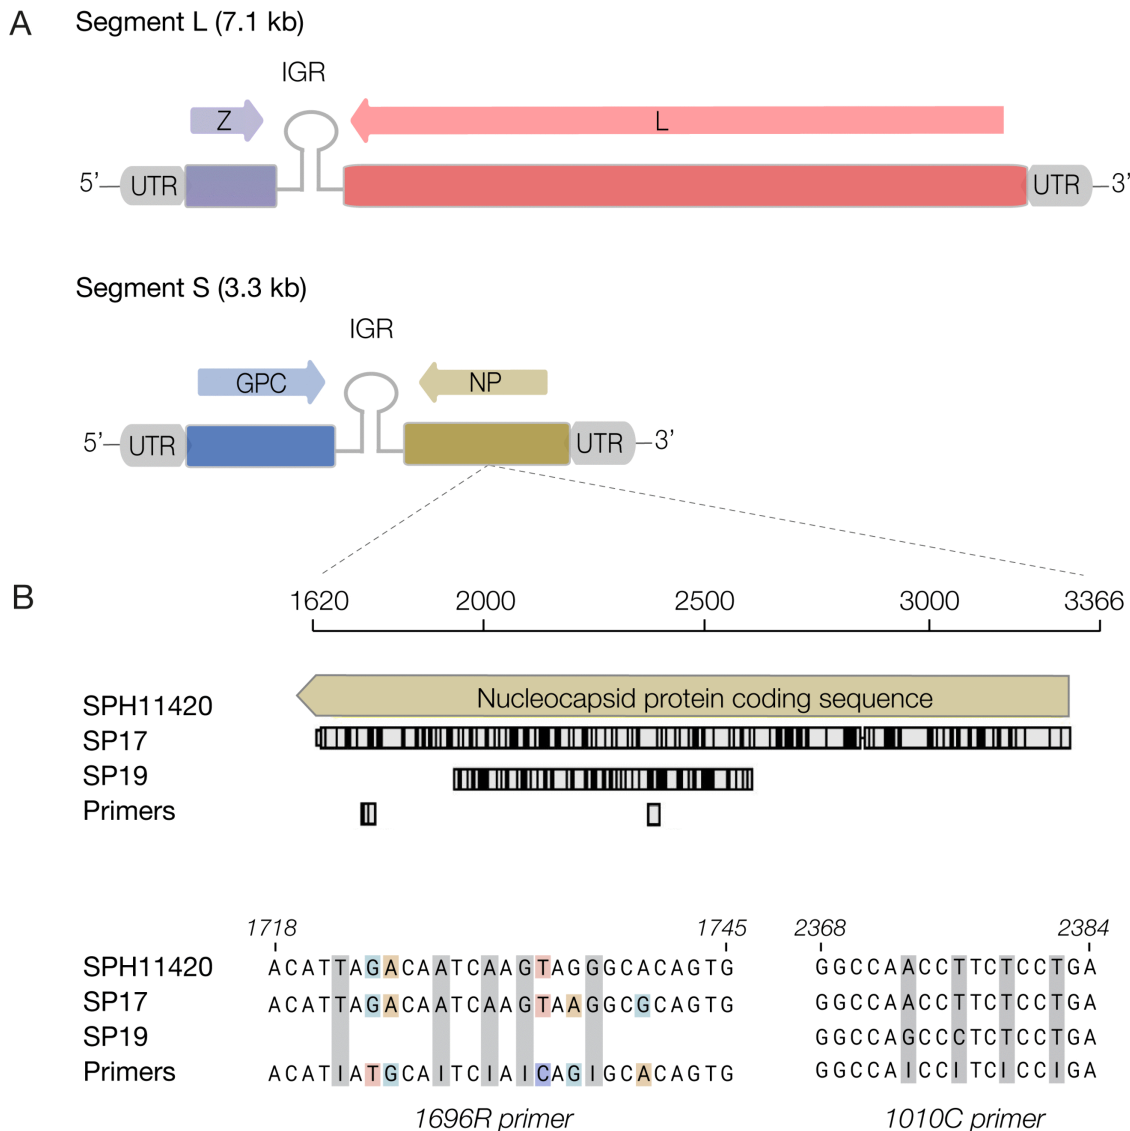 A
Segment L (7.1 kb)
IGR
Z
L
5’
UTR
UTR
3’
Segment S (3.3 kb)
IGR
GPC
NP
5’
UTR
UTR
3’
B
1620 2000 2500 3000 3366
SPH11420 Nucleocapsid protein coding sequence
SP17
SP19
Primers
1718 1745 2368 2384
SPH11420 ACATTAGACAATCAAGTAGGGCACAGTG GGCCAACCTTCTCCTGA
SP17 ACATTAGACAATCAAGTAAGGCGCAGTG GGCCAACCTTCTCCTGA
SP19 GGCCAGCCCTCTCCTGA
Primers ACATIATGCAITCIAICAGIGCACAGTG GGCCAICCITCICCIGA
1696R primer 1010C primer